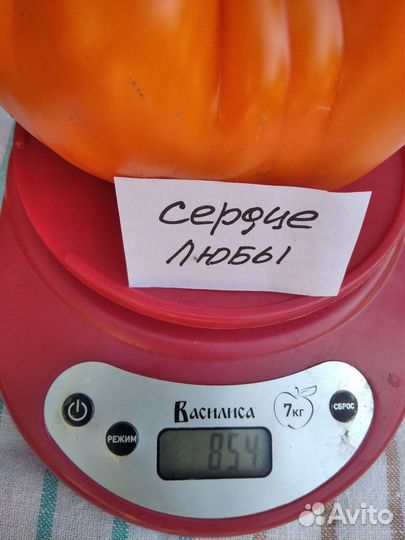 Сердце
Любы
Василиса
7кг
РЕЖИМ
СБРОС
854
Avito